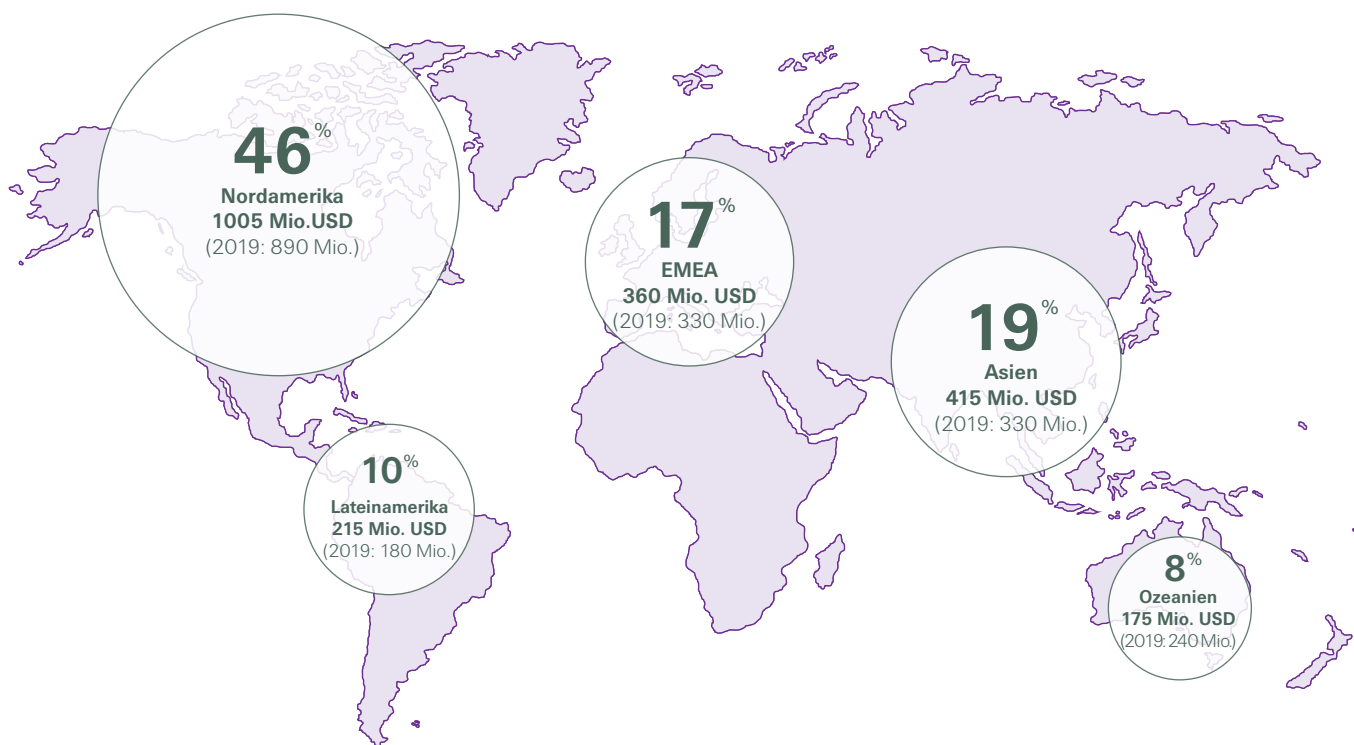 46%
Nordamerika
1005 Mio.USD
(2019: 890 Mio.)
17%
EMEA
360 Mio. USD
(2019: 330 Mio.)
19%
Asien
415 Mio. USD
(2019: 330 Mio.)
10%
Lateinamerika
215 Mio. USD
(2019: 180 Mio.)
8%
Ozeanien
175 Mio. USD
(2019: 240 Mio.)